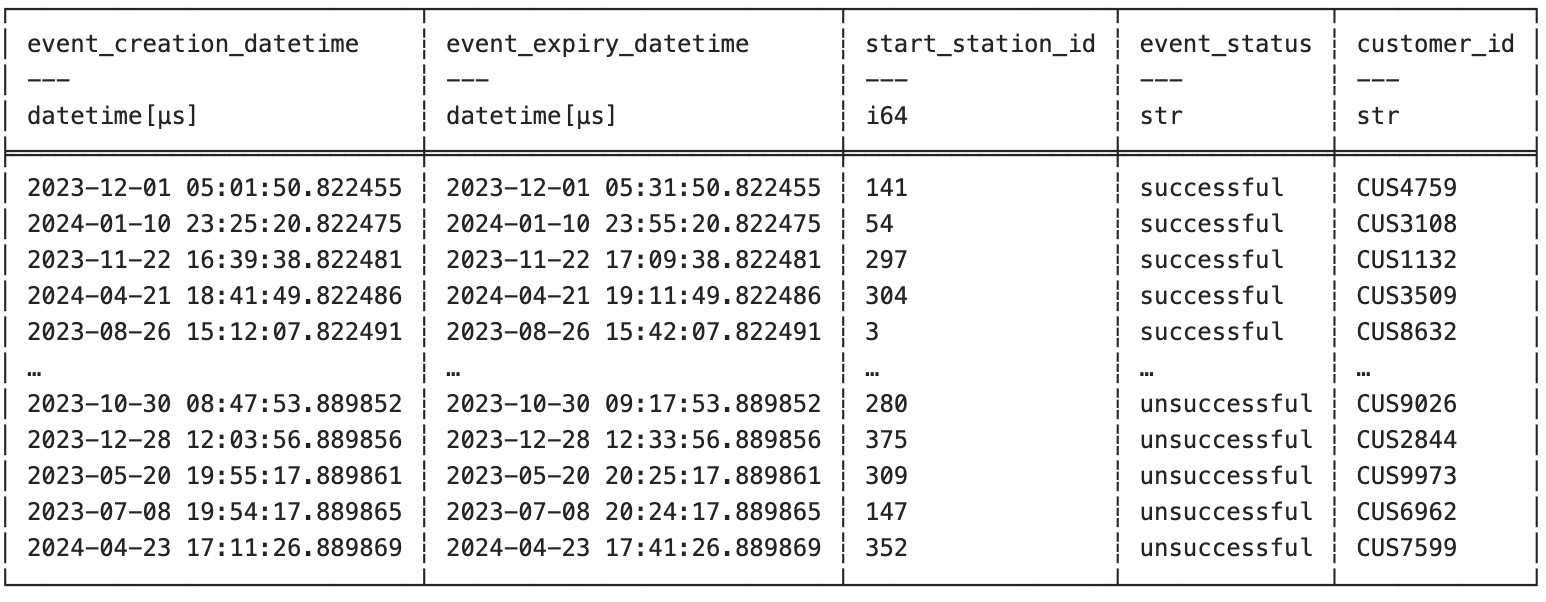 event_creation_datetime event_expiry_datetime start_station_id event_status customer_id
--- --- --- --- ---
datetime[μs] datetime[μs] i64 str str
2023-12-01 05:01:50.822455 2023-12-01 05:31:50.822455 141 successful CUS4759
2024-01-10 23:25:20.822475 2024-01-10 23:55:20.822475 54 successful CUS3108
2023-11-22 16:39:38.822481 2023-11-22 17:09:38.822481 297 successful CUS1132
2024-04-21 18:41:49.822486 2024-04-21 19:11:49.822486 304 successful CUS3509
2023-08-26 15:12:07.822491 2023-08-26 15:42:07.822491 3 successful CUS8632
… … … … …
2023-10-30 08:47:53.889852 2023-10-30 09:17:53.889852 280 unsuccessful CUS9026
2023-12-28 12:03:56.889856 2023-12-28 12:33:56.889856 375 unsuccessful CUS2844
2023-05-20 19:55:17.889861 2023-05-20 20:25:17.889861 309 unsuccessful CUS9973
2023-07-08 19:54:17.889865 2023-07-08 20:24:17.889865 147 unsuccessful CUS6962
2024-04-23 17:11:26.889869 2024-04-23 17:41:26.889869 352 unsuccessful CUS7599